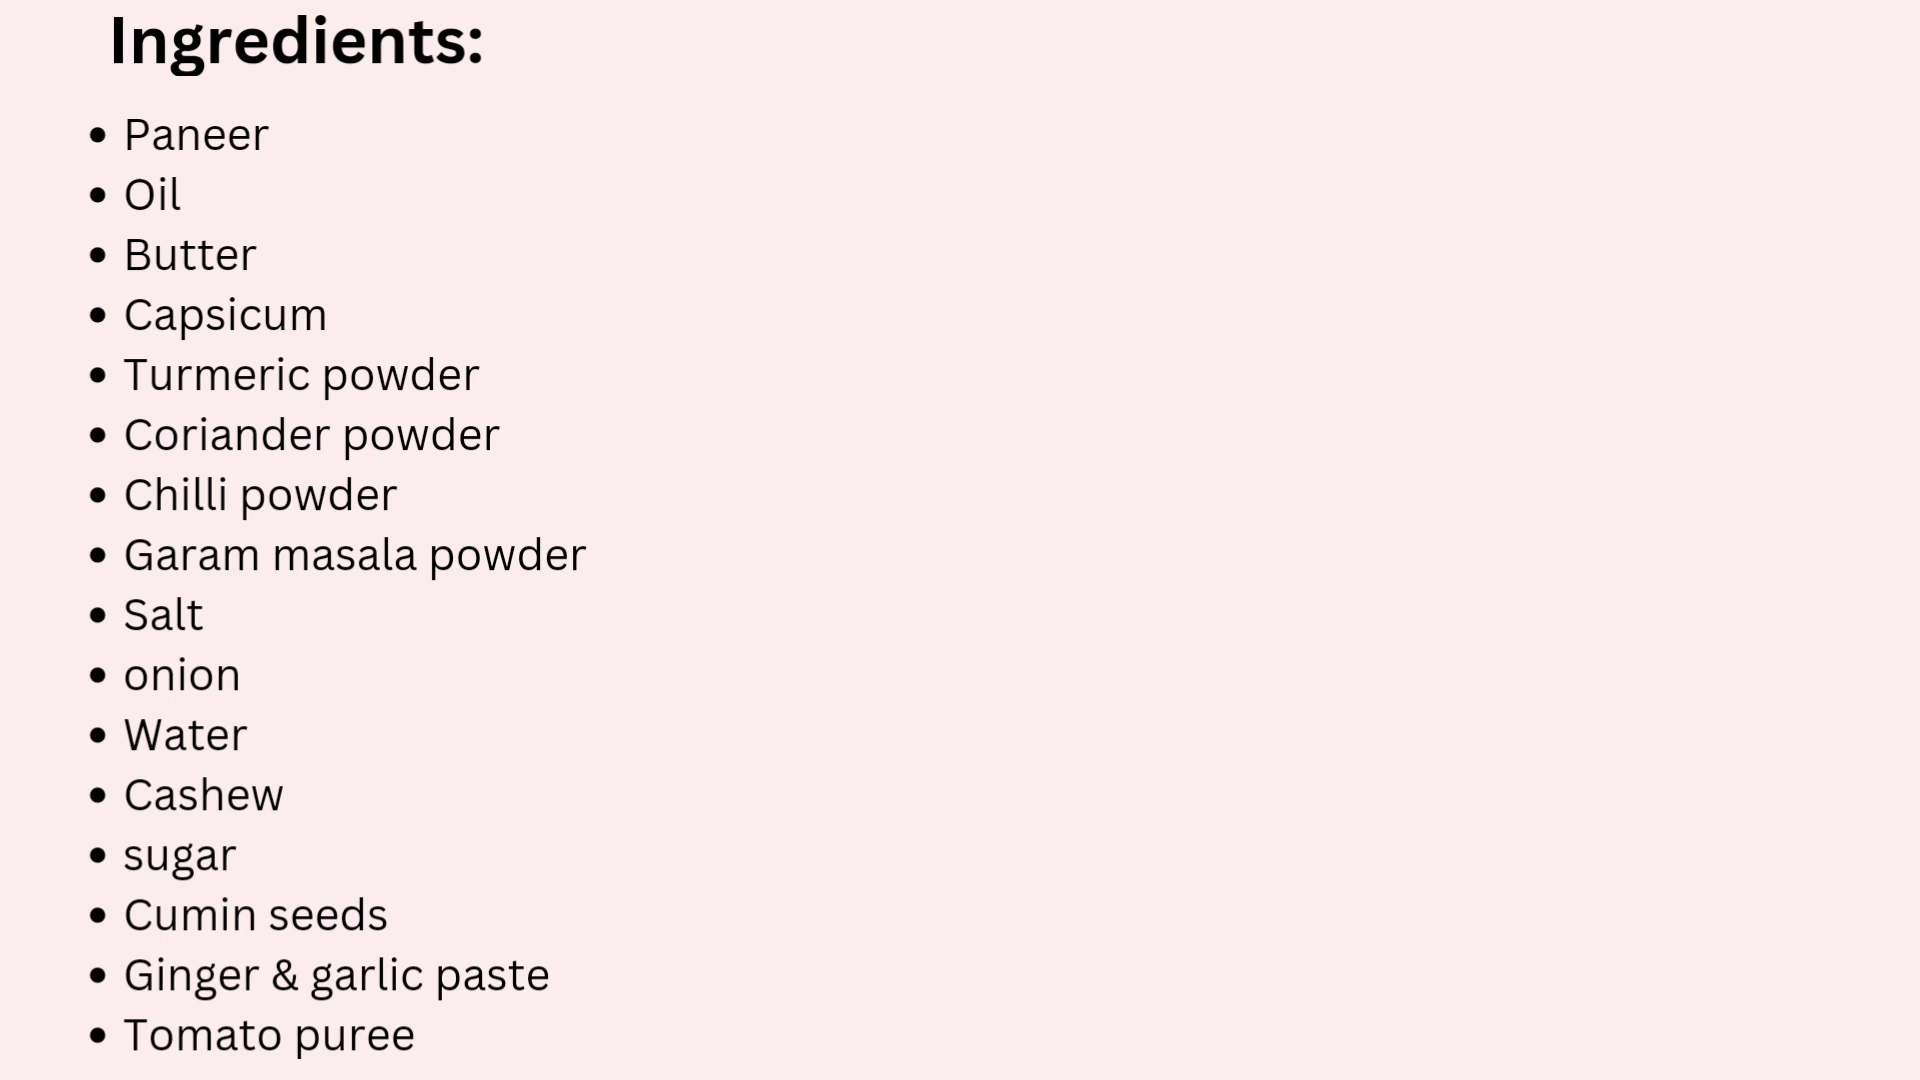 Ingredients:
• Paneer
• Oil
• Butter
• Capsicum
• Turmeric powder
• Coriander powder
• Chilli powder
• Garam masala powder
• Salt
• onion
• Water
• Cashew
• sugar
• Cumin seeds
• Ginger & garlic paste
• Tomato puree